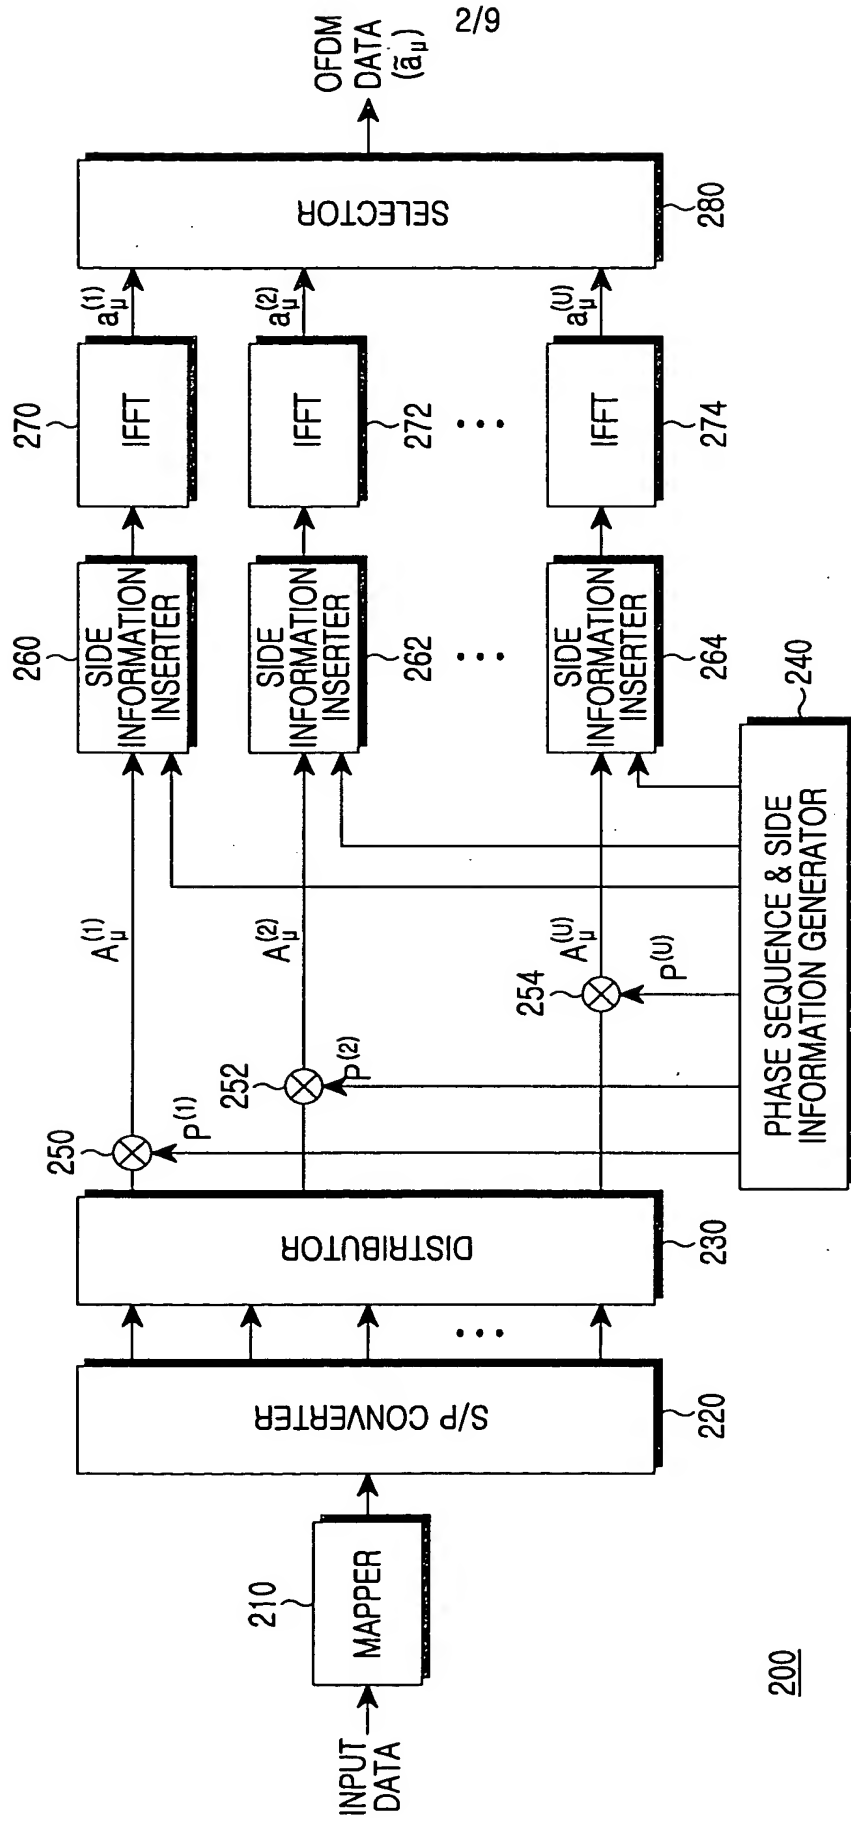 2/9
INPUT
DATA
210
MAPPER
S/P CONVERTER
220
DISTRIBUTOR
230
250
P^(1)
252
P^(2)
254
P^(U)
A_μ^(1)
A_μ^(2)
A_μ^(U)
PHASE SEQUENCE & SIDE
INFORMATION GENERATOR
240
260
SIDE
INFORMATION
INSERTER
SIDE
INFORMATION
INSERTER
262
...
SIDE
INFORMATION
INSERTER
264
270
IFFT
IFFT
272
...
IFFT
274
a_μ^(1)
a_μ^(2)
a_μ^(U)
SELECTOR
280
OFDM
DATA
(ã_μ)
...
200